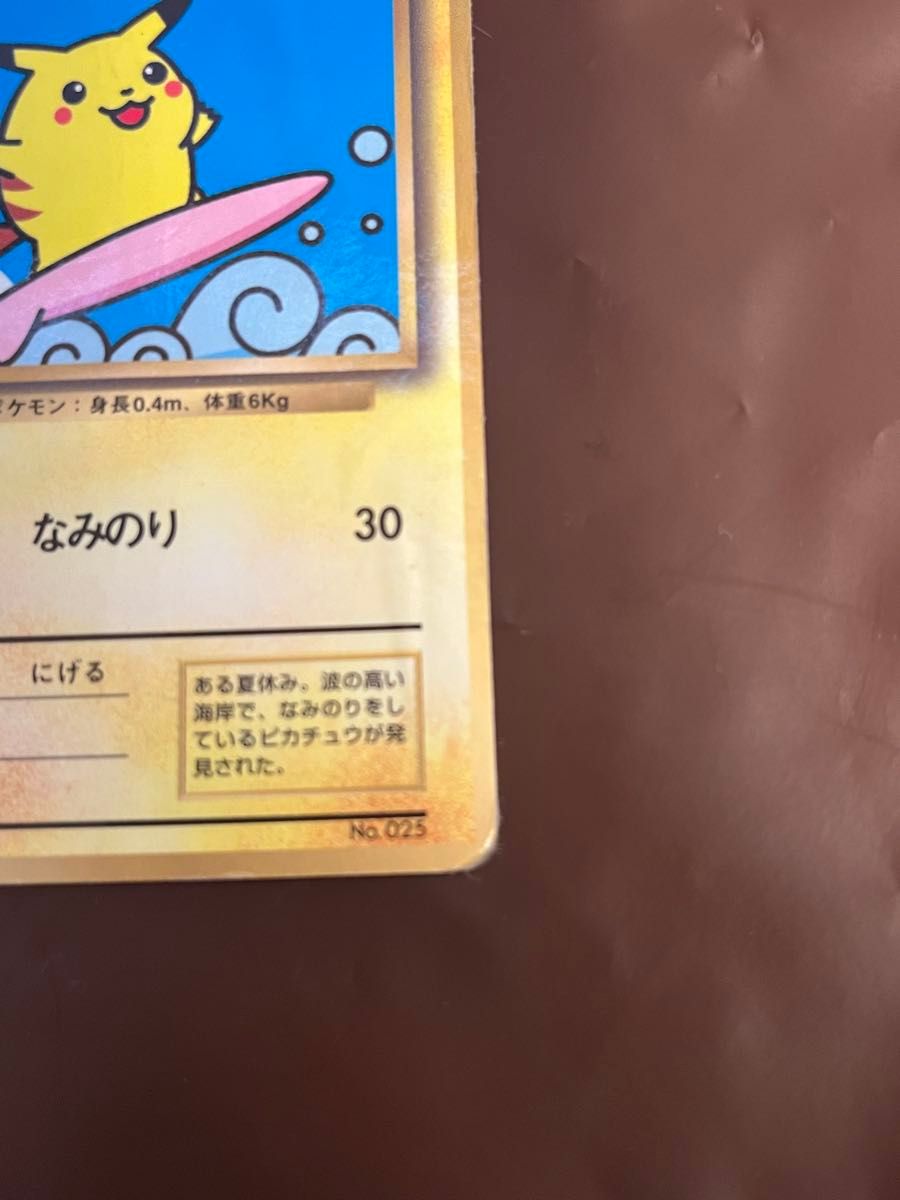 ポケモン：身長0.4m、体重6Kg
なみのり 30
にげる
ある夏休み。波の高い
海岸で、なみのりをし
ているピカチュウが発
見された。
No. 025